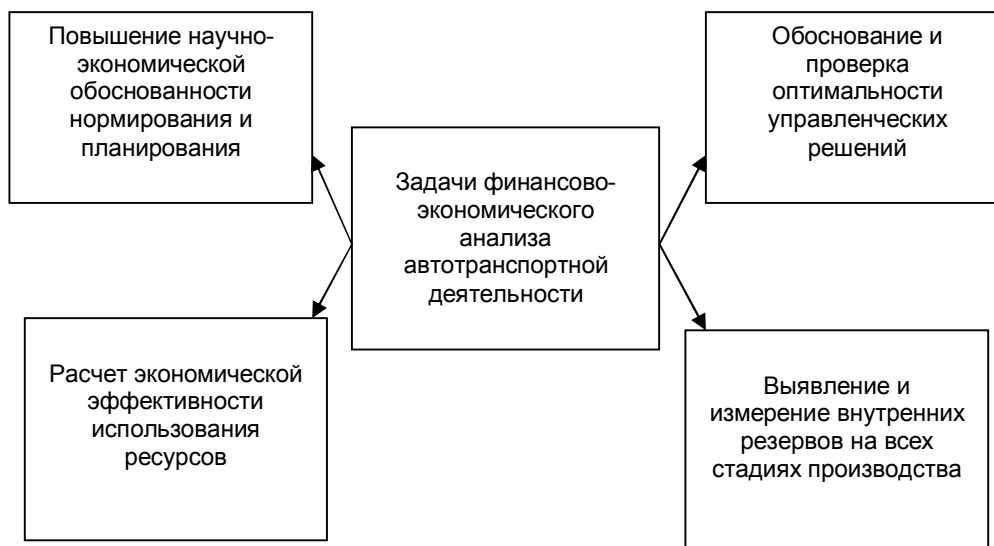 Повышение научно-
экономической
обоснованности
нормирования и
планирования
Обоснование и
проверка
оптимальности
управленческих
решений
Задачи финансово-
экономического
анализа
автотранспортной
деятельности
Расчет экономической
эффективности
использования
ресурсов
Выявление и
измерение внутренних
резервов на всех
стадиях производства